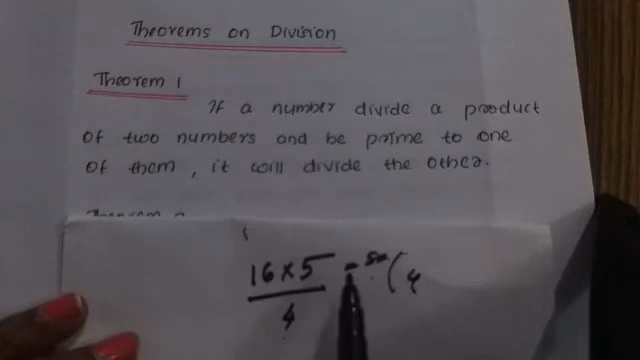 Theorems on Division
Theorem 1
If a number divide a product
of two numbers and be prime to one
of them, it will divide the other.
16 × 5 =
4
( 4